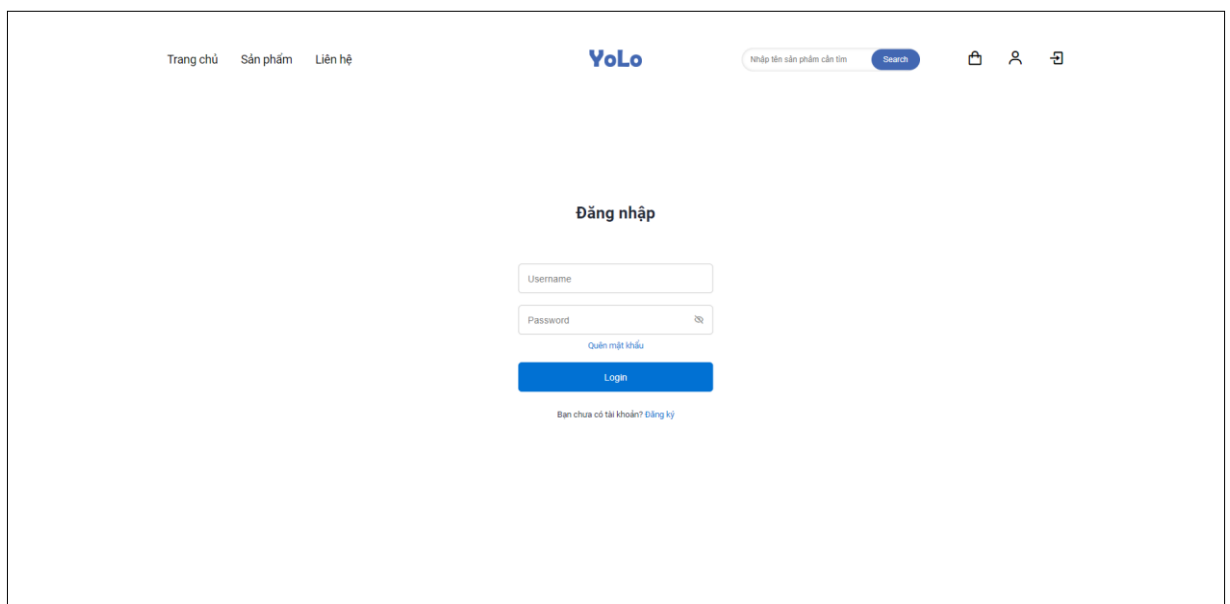 Trang chủ Sản phẩm Liên hệ YoLo Nhập tên sản phẩm cần tìm Search
Đăng nhập
Username
Password
Quên mật khẩu
Login
Bạn chưa có tài khoản? Đăng ký